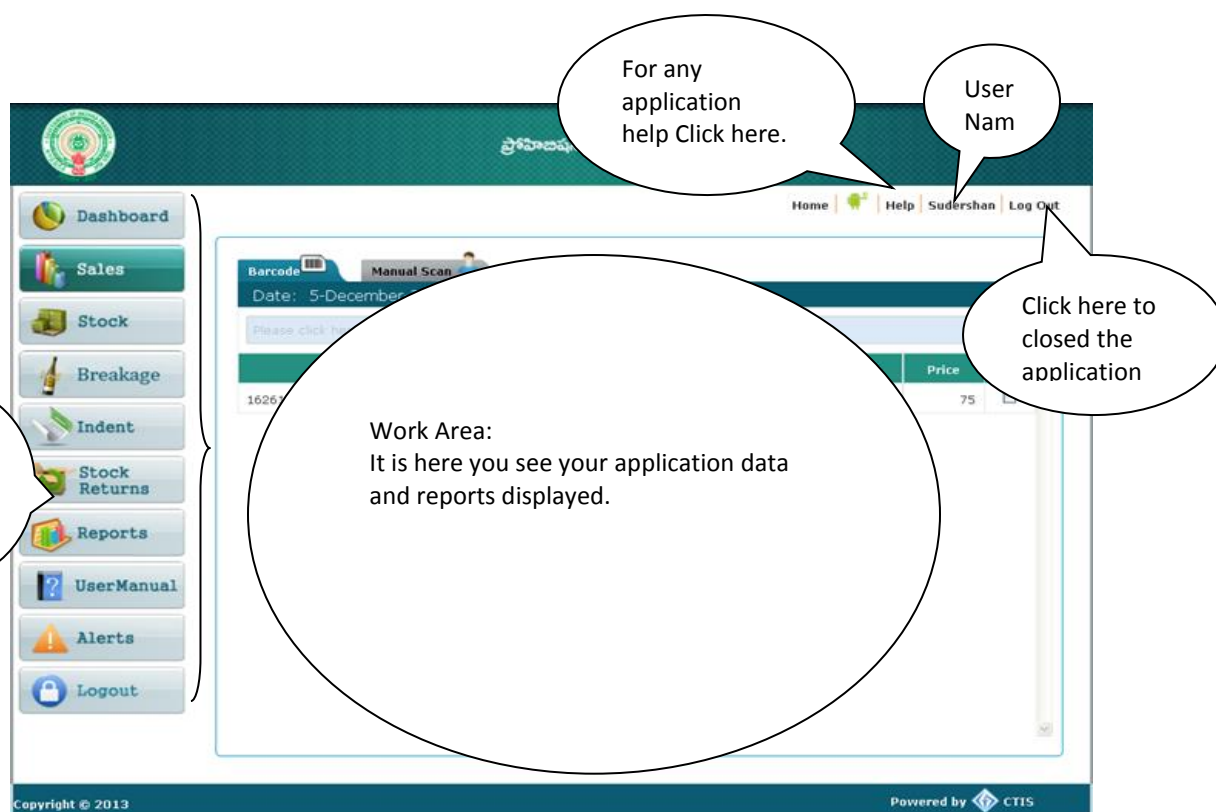 For any
application
help Click here.
User
Nam
Home Help Sudershan Log Out
Dashboard
Sales
Stock
Breakage
Indent
Stock
Returns
Reports
UserManual
Alerts
Logout
Barcode Manual Scan
Date: 5-December
Please click
Price
75
Click here to
closed the
application
Work Area:
It is here you see your application data
and reports displayed.
Copyright © 2013
Powered by CTIS